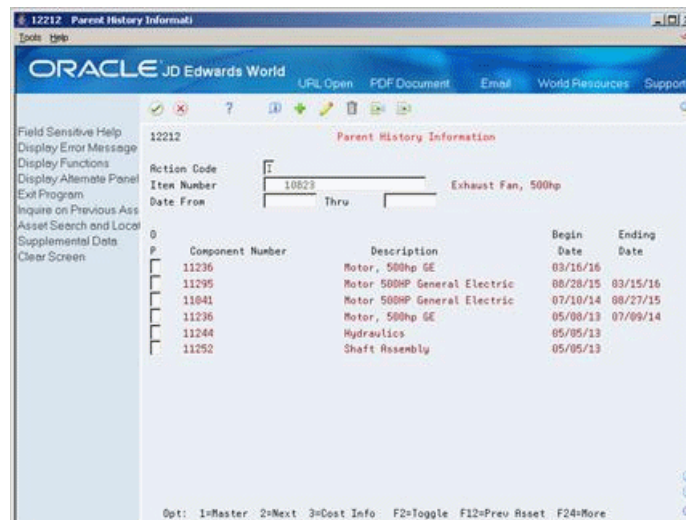 12212 Parent History Informati
Tools Help
ORACLE JD Edwards World
URL Open PDF Document Email World Resources Support
Field Sensitive Help
Display Error Message
Display Functions
Display Alternate Panel
Exit Program
Inquire on Previous Ass
Asset Search and Locat
Supplemental Data
Clear Screen
12212 Parent History Information
Action Code I
Item Number 10823 Exhaust Fan, 500hp
Date From Thru
O Begin Ending
P Component Number Description Date Date
11236 Motor, 500hp GE 03/16/16
11295 Motor 500HP General Electric 08/28/15 03/15/16
11041 Motor 500HP General Electric 07/10/14 08/27/15
11236 Motor, 500hp GE 05/08/13 07/09/14
11244 Hydraulics 05/05/13
11252 Shaft Assembly 05/05/13
Opt: 1=Master 2=Next 3=Cost Info F2=Toggle F12=Prev Asset F24=More